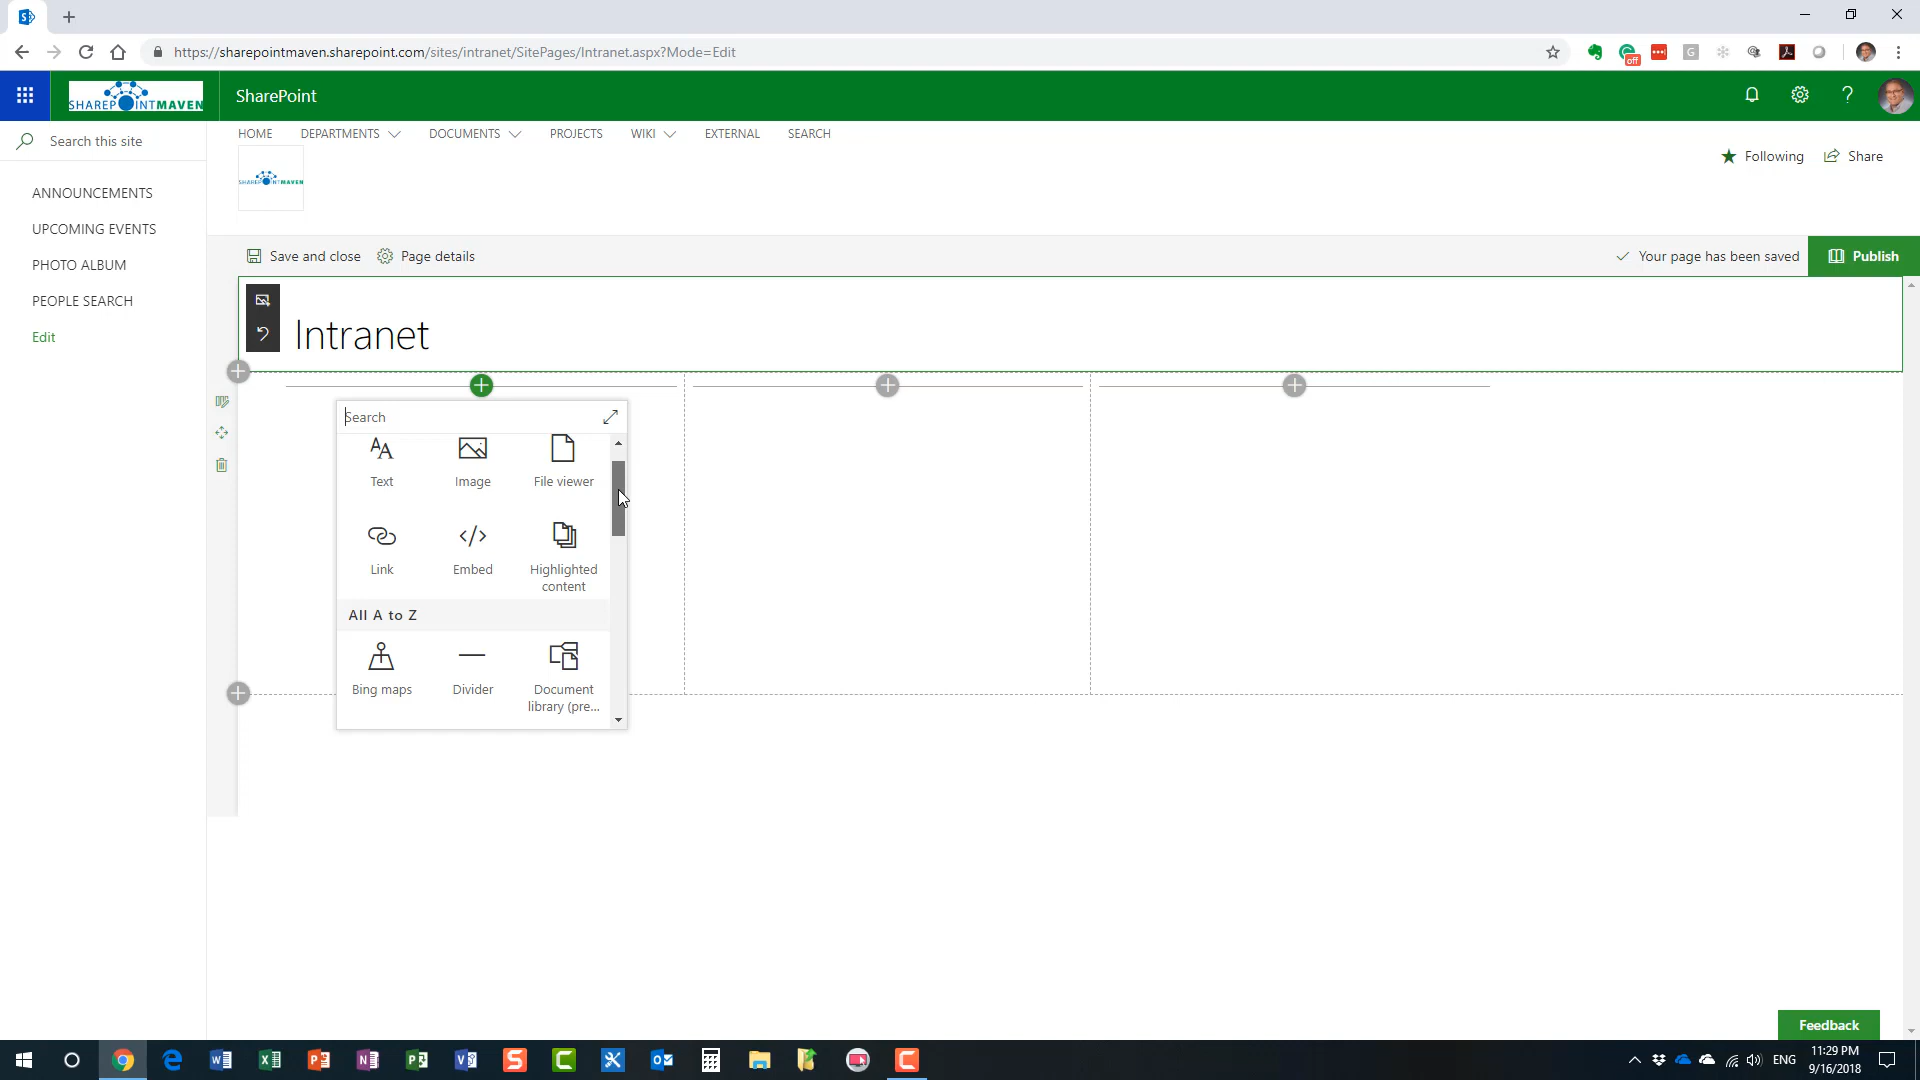 https://sharepointmaven.sharepoint.com/sites/intranet/SitePages/Intranet.aspx?Mode=Edit
off
G
SHAREPOINTMAVEN
SharePoint
Search this site
HOME
DEPARTMENTS
DOCUMENTS
PROJECTS
WIKI
EXTERNAL
SEARCH
SHAREPOINTMAVEN
Following
Share
ANNOUNCEMENTS
UPCOMING EVENTS
PHOTO ALBUM
PEOPLE SEARCH
Edit
Save and close
Page details
Your page has been saved
Publish
Intranet
Search
Text
Image
File viewer
Link
Embed
Highlighted
content
All A to Z
Bing maps
Divider
Document
library (pre...
Feedback
ENG
11:29 PM
9/16/2018